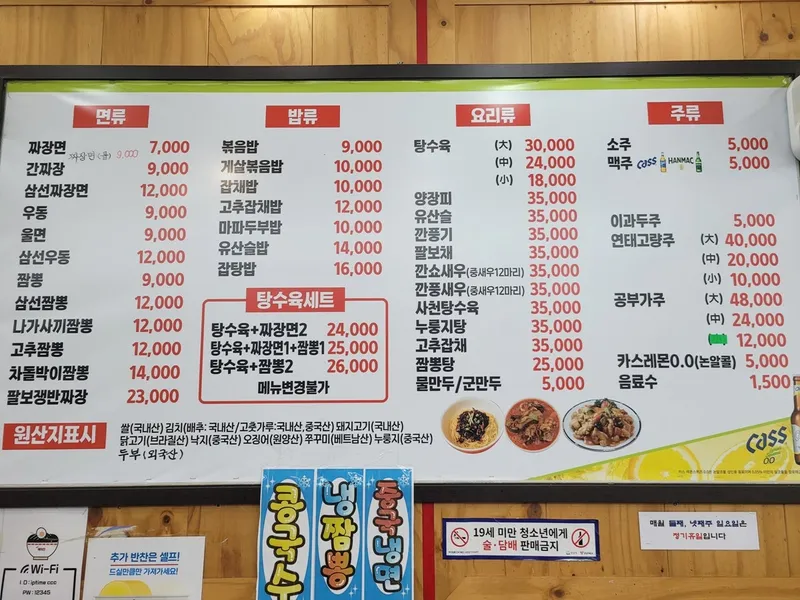 면류
짜장면 7,000
짜장면(곱) 9,000
간짜장 9,000
삼선짜장면 12,000
우동 9,000
울면 9,000
삼선우동 12,000
짬뽕 9,000
삼선짬뽕 12,000
나가사끼짬뽕 12,000
고추짬뽕 12,000
차돌박이짬뽕 14,000
팔보쟁반짜장 23,000
밥류
볶음밥 9,000
게살볶음밥 10,000
잡채밥 10,000
고추잡채밥 12,000
마파두부밥 10,000
유산슬밥 14,000
잡탕밥 16,000
탕수육세트
탕수육+짜장면2 24,000
탕수육+짜장면1+짬뽕1 25,000
탕수육+짬뽕2 26,000
메뉴변경불가
요리류
탕수육 (大) 30,000
(中) 24,000
(小) 18,000
양장피 35,000
유산슬 35,000
깐풍기 35,000
팔보채 35,000
깐쇼새우(중새우12마리) 35,000
깐풍새우(중새우12마리) 35,000
사천탕수육 35,000
누룽지탕 35,000
고추잡채 35,000
짬뽕탕 25,000
물만두/군만두 5,000
주류
소주 5,000
맥주 Cass HANMAC 5,000
이과두주 5,000
연태고량주 (大) 40,000
(中) 20,000
(小) 10,000
공부가주 (大) 48,000
(中) 24,000
12,000
카스레몬0.0(논알콜) 5,000
음료수 1,500
Cass
0.0
원산지표시
쌀(국내산) 김치(배추: 국내산/고춧가루:국내산,중국산) 돼지고기(국내산)
닭고기(브라질산) 낙지(중국산) 오징어(원양산) 쭈꾸미(베트남산) 누룽지(중국산)
두부(외국산)
Wi-Fi
ID: iptime ccc
PW: 12345
추가 반찬은 셀프!
드실만큼만 가져가세요!
콩국수
냉짬뽕
중국냉면
19세 미만 청소년에게
술·담배 판매금지
매월 둘째, 넷째주 일요일은
정기휴일입니다